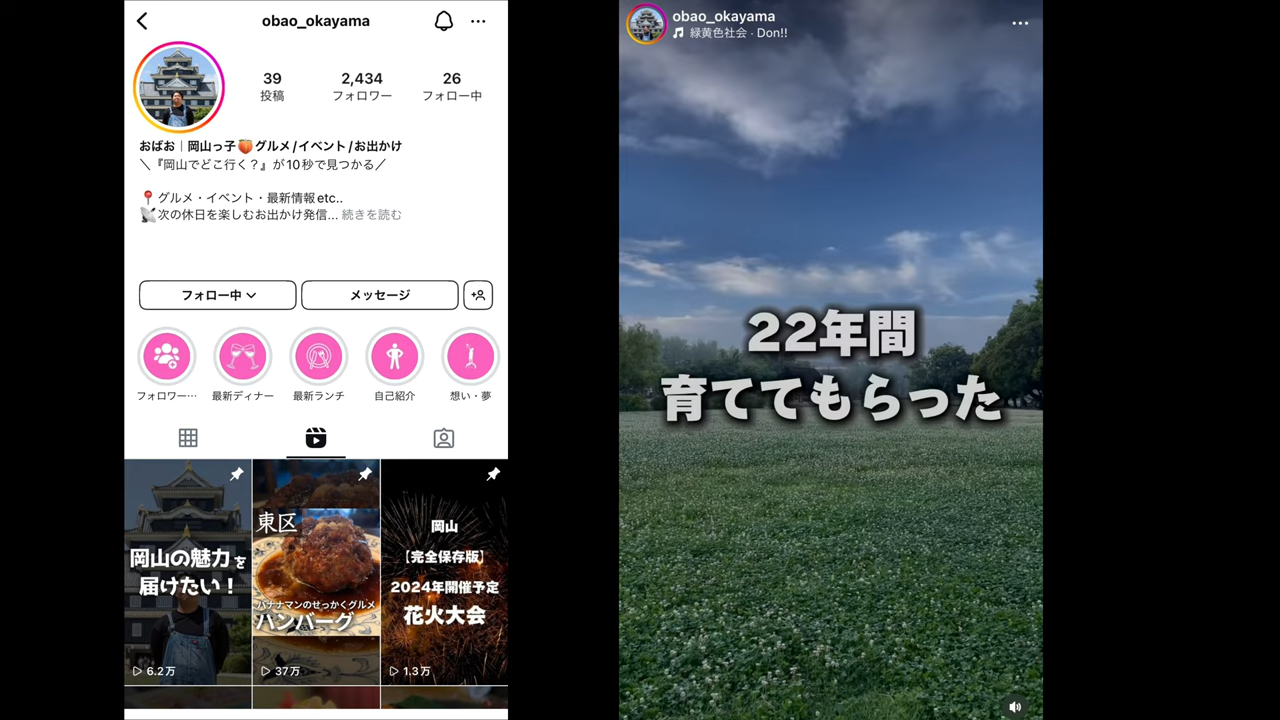 obao_okayama
39
投稿
2,434
フォロワー
26
フォロー中
おばお｜岡山っ子🍑グルメ/イベント/お出かけ
＼『岡山でどこ行く？』が10秒で見つかる／
📍グルメ・イベント・最新情報etc..
📡次の休日を楽しむお出かけ発信... 続きを読む
フォロー中
メッセージ
フォロワー…
最新ディナー
最新ランチ
自己紹介
想い・夢
岡山の魅力を
届けたい！
6.2万
東区
バナナマンのせっかくグルメ
ハンバーグ
37万
岡山
【完全保存版】
2024年開催予定
花火大会
1.3万
obao_okayama
緑黄色社会・Don!!
22年間
育ててもらった